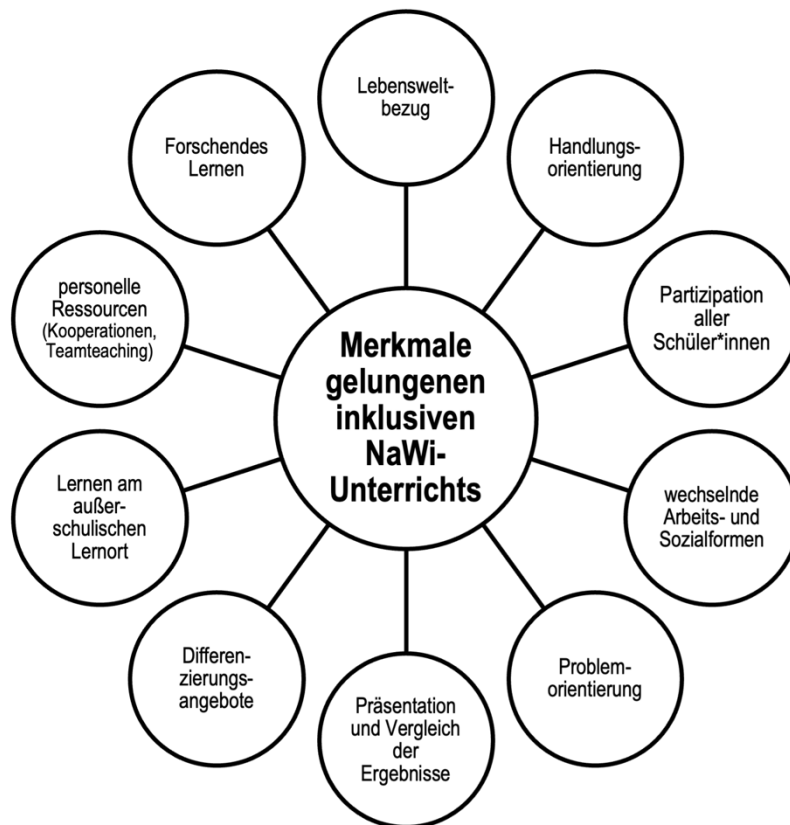 Merkmale
gelungenen
inklusiven
NaWi-
Unterrichts
Lebenswelt-
bezug
Handlungs-
orientierung
Partizipation
aller
Schüler*innen
wechselnde
Arbeits- und
Sozialformen
Problem-
orientierung
Präsentation
und Vergleich
der
Ergebnisse
Differen-
zierungs-
angebote
Lernen am
außer-
schulischen
Lernort
personelle
Ressourcen
(Kooperationen,
Teamteaching)
Forschendes
Lernen